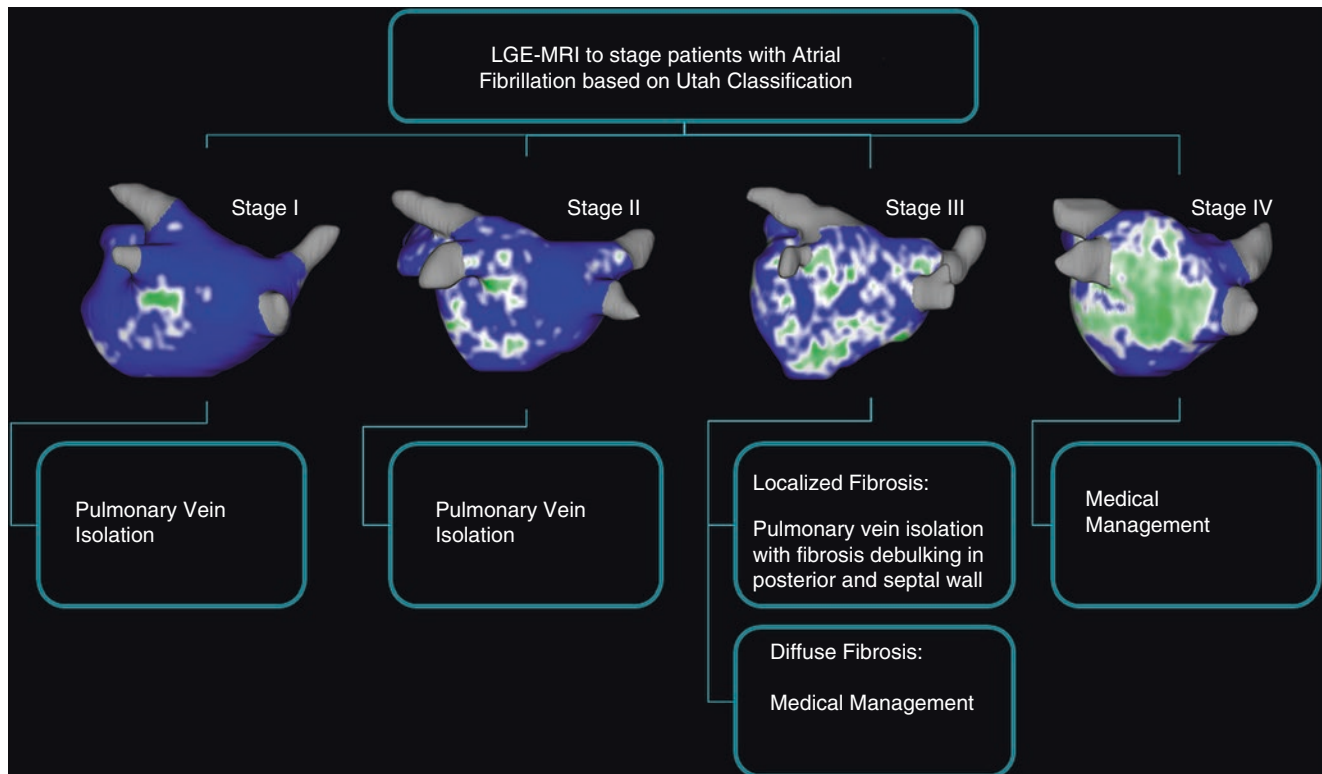 LGE-MRI to stage patients with Atrial
Fibrillation based on Utah Classification
Stage I
Stage II
Stage III
Stage IV
Pulmonary Vein
Isolation
Pulmonary Vein
Isolation
Localized Fibrosis:
Pulmonary vein isolation
with fibrosis debulking in
posterior and septal wall
Medical
Management
Diffuse Fibrosis:
Medical Management